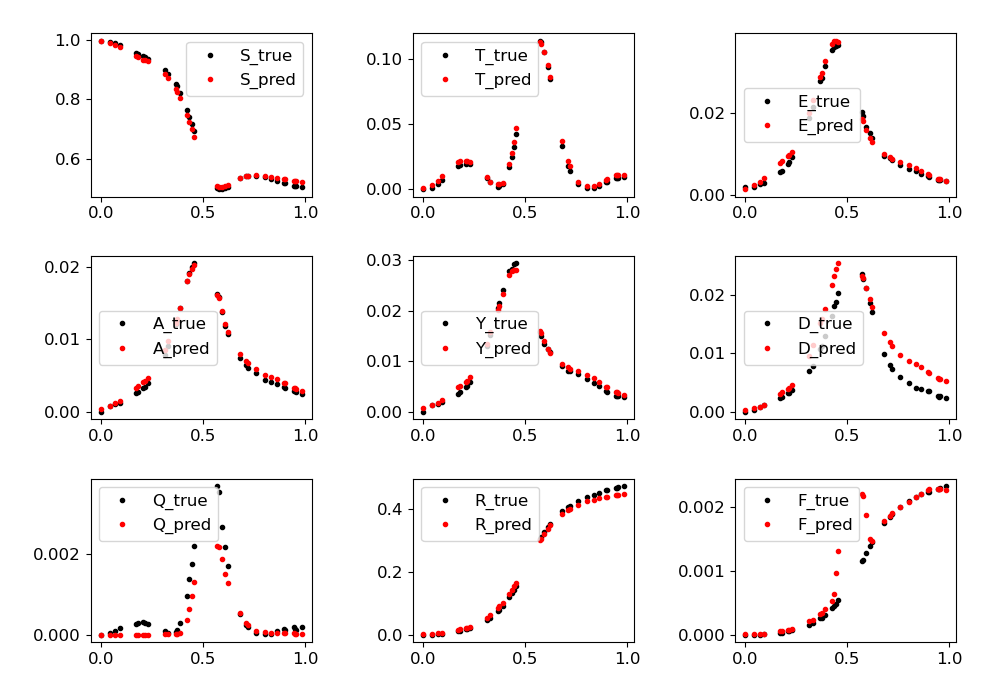 1.0
0.8
0.6
0.0
0.5
1.0
S_true
S_pred
0.10
0.05
0.00
0.0
0.5
1.0
T_true
T_pred
0.02
0.00
0.0
0.5
1.0
E_true
E_pred
0.02
0.01
0.00
0.0
0.5
1.0
A_true
A_pred
0.03
0.02
0.01
0.00
0.0
0.5
1.0
Y_true
Y_pred
0.02
0.01
0.00
0.0
0.5
1.0
D_true
D_pred
0.002
0.000
0.0
0.5
1.0
Q_true
Q_pred
0.4
0.2
0.0
0.0
0.5
1.0
R_true
R_pred
0.002
0.001
0.000
0.0
0.5
1.0
F_true
F_pred